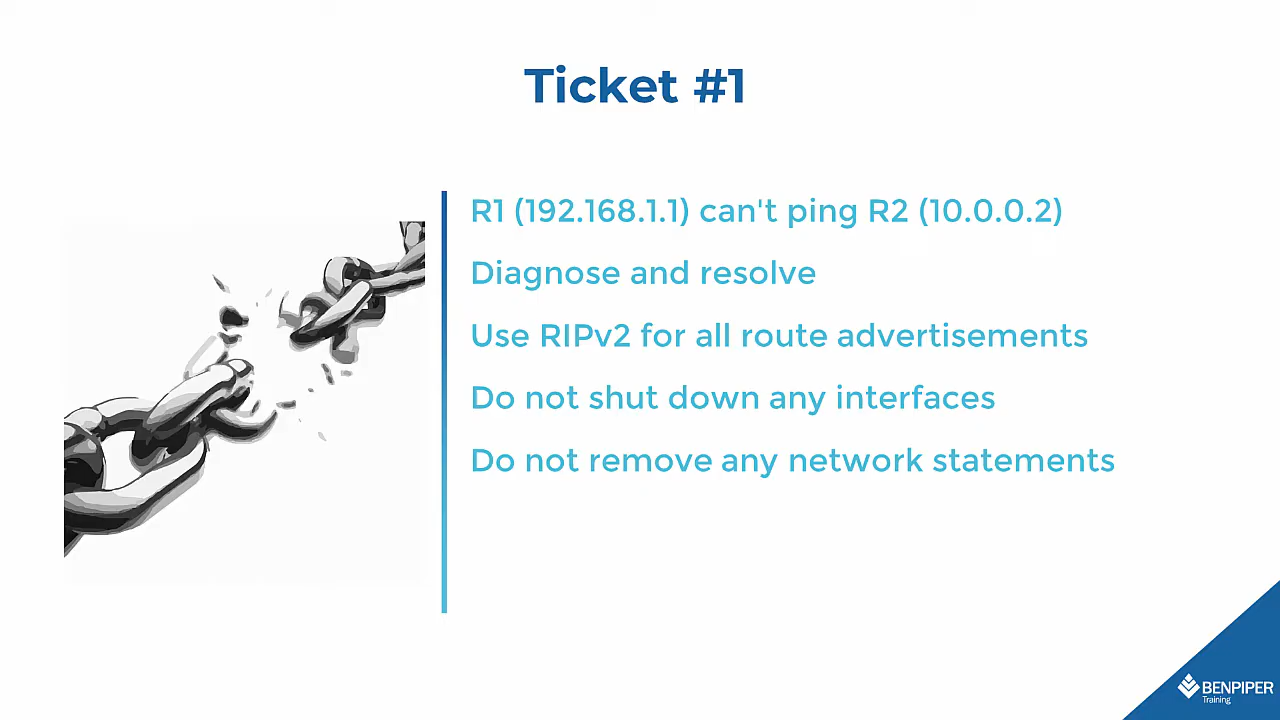 Ticket #1
R1 (192.168.1.1) can't ping R2 (10.0.0.2)
Diagnose and resolve
Use RIPv2 for all route advertisements
Do not shut down any interfaces
Do not remove any network statements
BENPIPER
Training